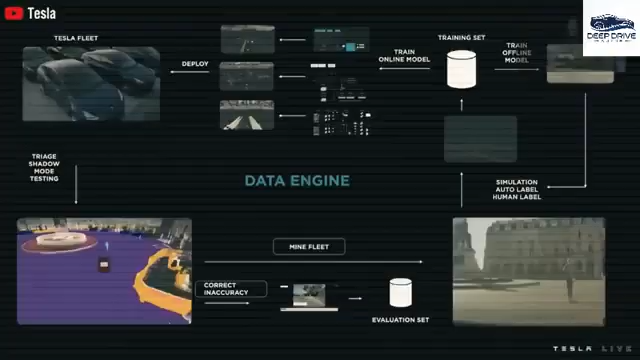 Tesla
DEEP DRIVE
TESLA FLEET
DEPLOY
TRAIN
ONLINE MODEL
TRAINING SET
TRAIN
OFFLINE
MODEL
TRIAGE
SHADOW
MODE
TESTING
DATA ENGINE
SIMULATION
AUTO LABEL
HUMAN LABEL
MINE FLEET
CORRECT
INACCURACY
EVALUATION SET
TESLA LIVE